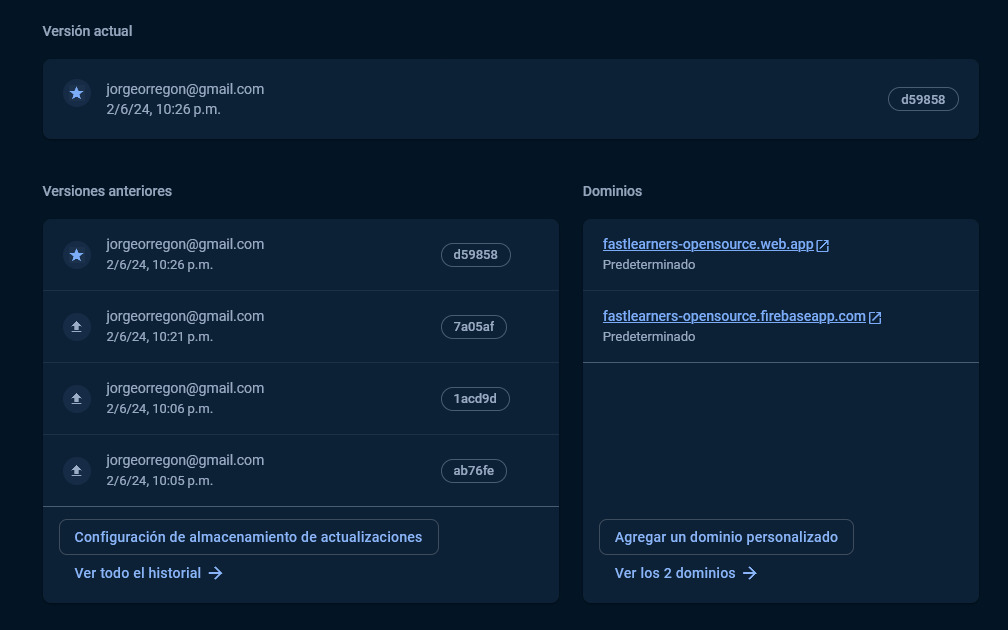 Versión actual
jorgeorregon@gmail.com
2/6/24, 10:26 p.m.
d59858
Versiones anteriores
jorgeorregon@gmail.com
2/6/24, 10:26 p.m.
d59858
jorgeorregon@gmail.com
2/6/24, 10:21 p.m.
7a05af
jorgeorregon@gmail.com
2/6/24, 10:06 p.m.
1acd9d
jorgeorregon@gmail.com
2/6/24, 10:05 p.m.
ab76fe
Configuración de almacenamiento de actualizaciones
Ver todo el historial
Dominios
fastlearners-opensource.web.app
Predeterminado
fastlearners-opensource.firebaseapp.com
Predeterminado
Agregar un dominio personalizado
Ver los 2 dominios